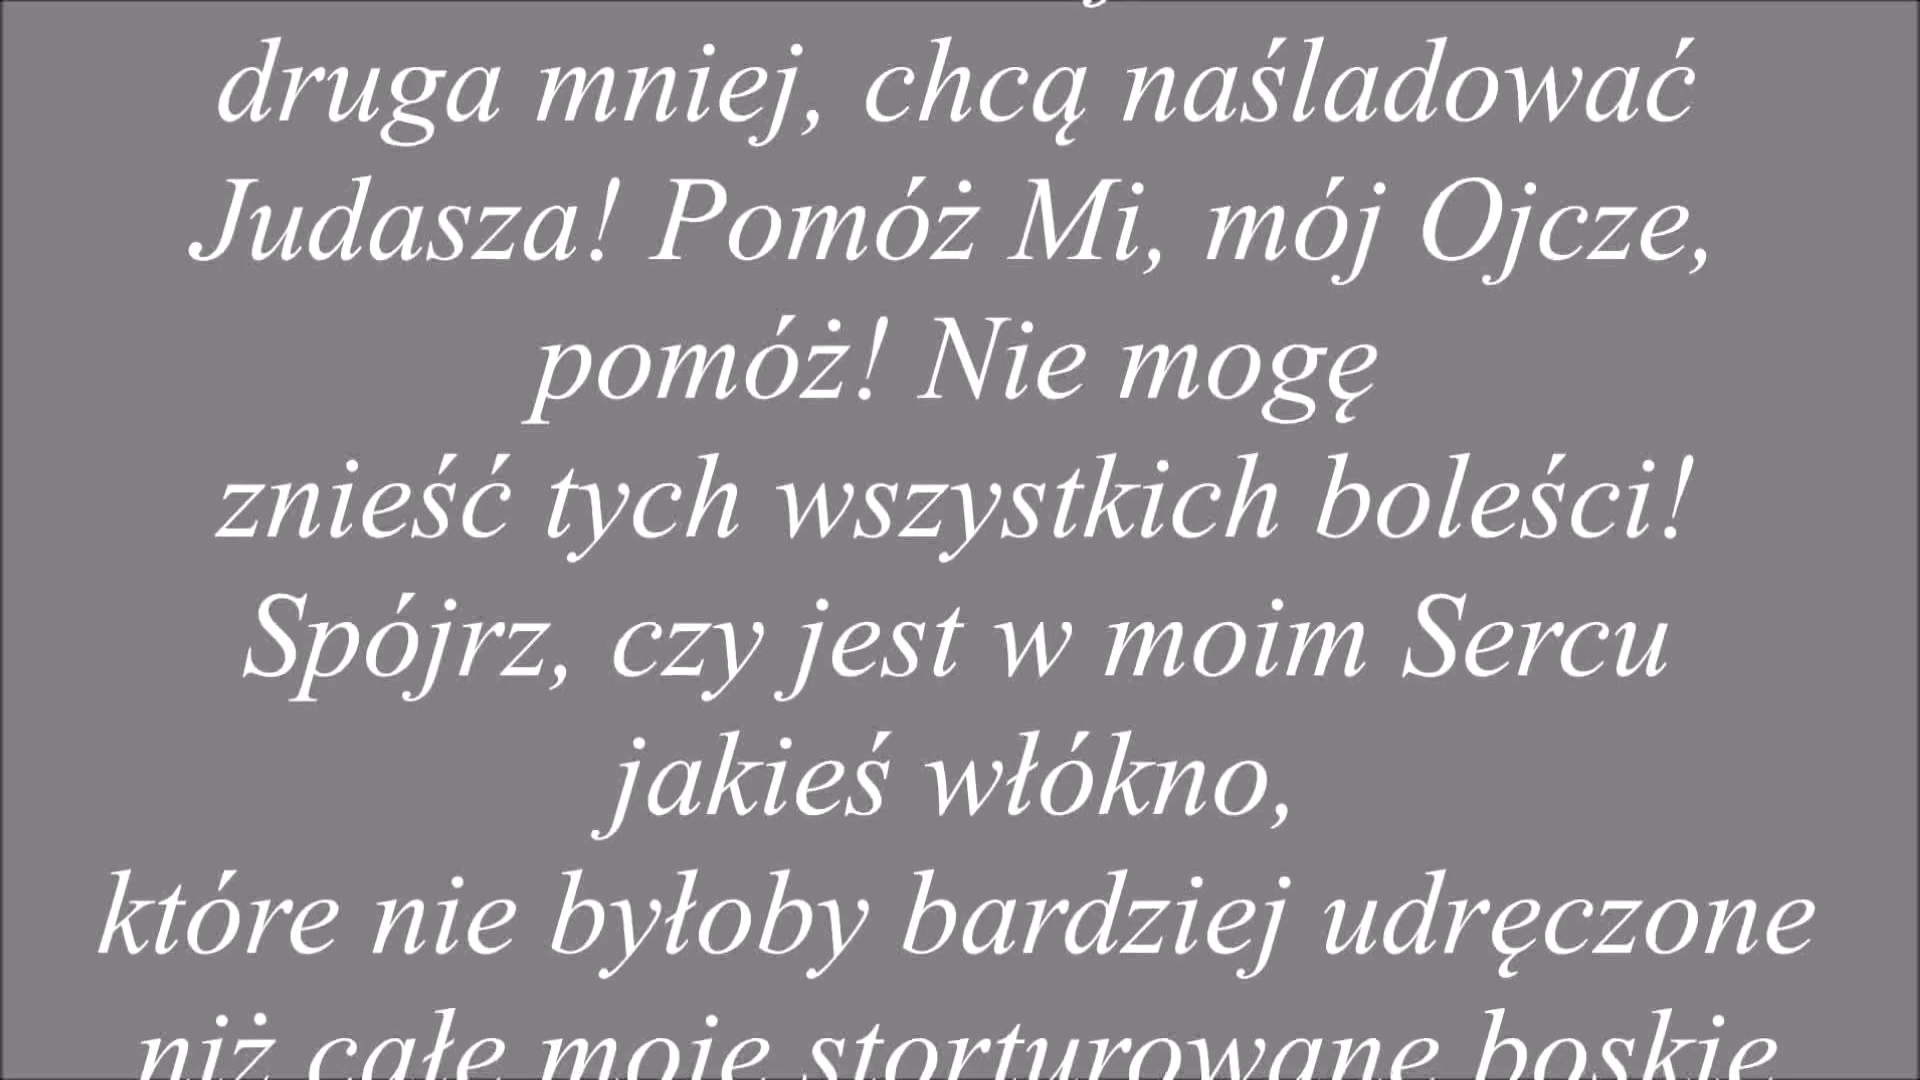 druga mniej, chcą naśladować
Judasza! Pomóż Mi, mój Ojcze,
pomóż! Nie mogę
znieść tych wszystkich boleści!
Spójrz, czy jest w moim Sercu
jakieś włókno,
które nie byłoby bardziej udręczone
niż całe moje storturowane boskie